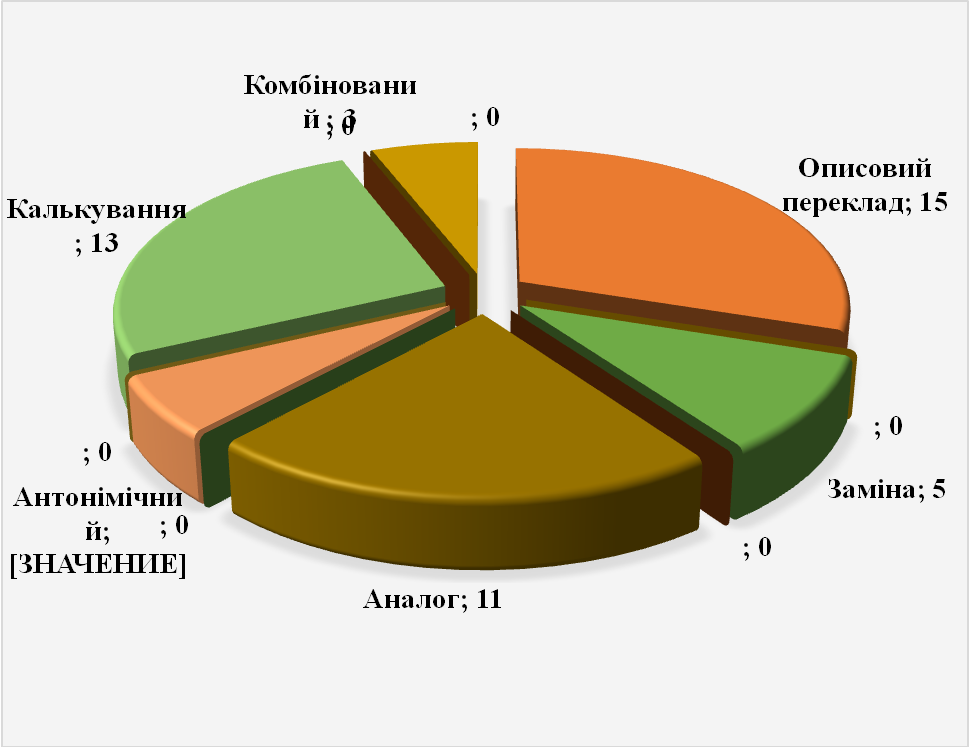 Комбіновани
й ; 3
; 0
; 0
Описовий
переклад; 15
Калькування
; 13
; 0
Заміна; 5
; 0
Аналог; 11
; 0
Антонімічни
й;
[ЗНАЧЕНИЕ]
; 0